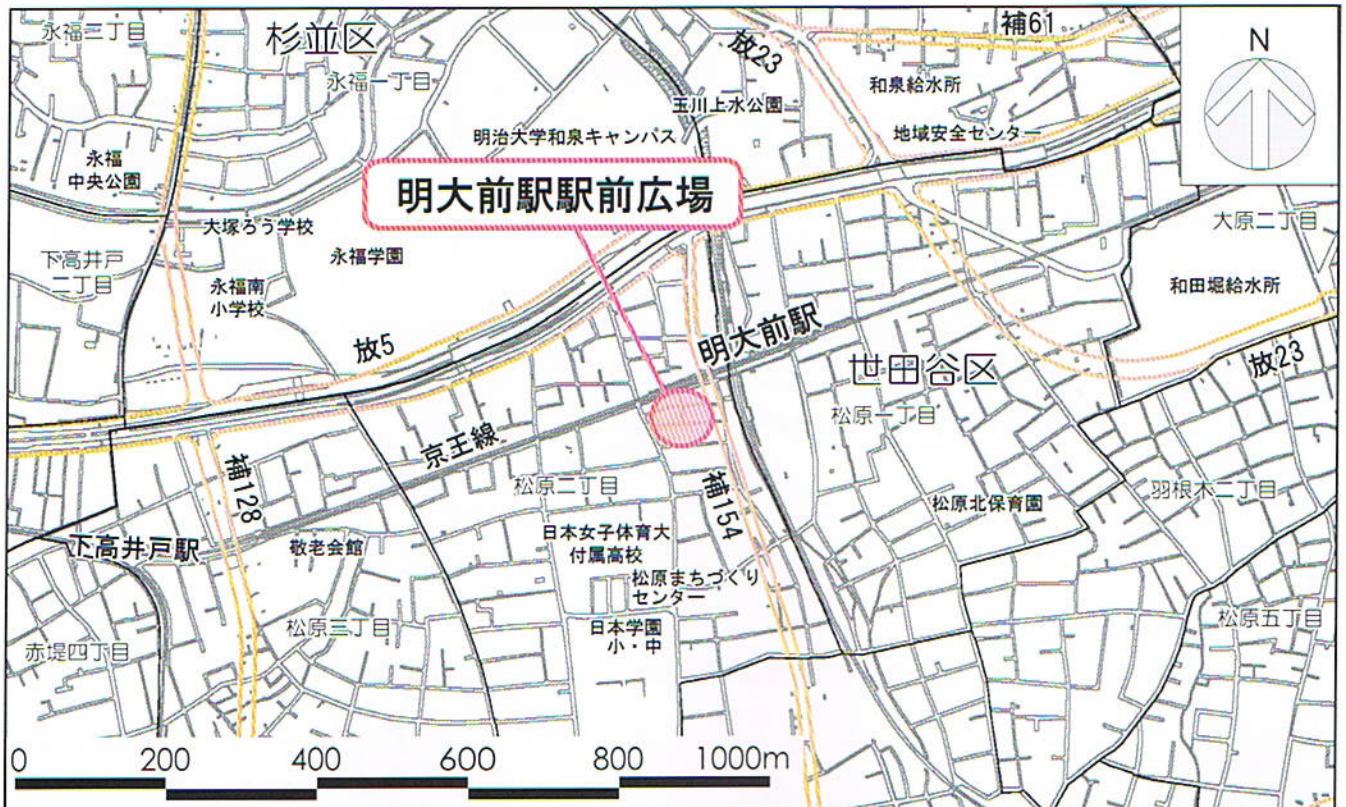 永福二丁目
杉並区
補61
N
放23
永福一丁目
和泉給水所
玉川上水公園
明治大学和泉キャンパス
地域安全センター
永福
中央公園
明大前駅駅前広場
大塚ろう学校
永福学園
大原二丁目
下高井戸
二丁目
永福南
小学校
和田堀給水所
放5
明大前駅
世田谷区
放23
松原一丁目
京王線
補128
松原二丁目
補154
羽根木二丁目
松原北保育園
下高井戸駅
敬老会館
日本女子体育大
付属高校
松原まちづくり
センター
松原三丁目
日本学園
小・中
松原五丁目
赤堤四丁目
0 200 400 600 800 1000m